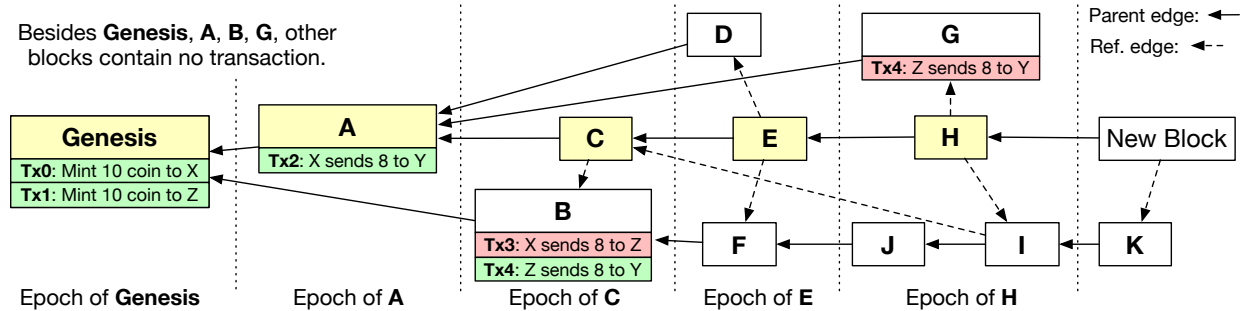 Besides Genesis, A, B, G, other
blocks contain no transaction.
Parent edge:
Ref. edge:
D
G
Tx4: Z sends 8 to Y
Genesis
Tx0: Mint 10 coin to X
Tx1: Mint 10 coin to Z
A
Tx2: X sends 8 to Y
C
E
H
New Block
B
Tx3: X sends 8 to Z
Tx4: Z sends 8 to Y
F
J
I
K
Epoch of Genesis
Epoch of A
Epoch of C
Epoch of E
Epoch of H